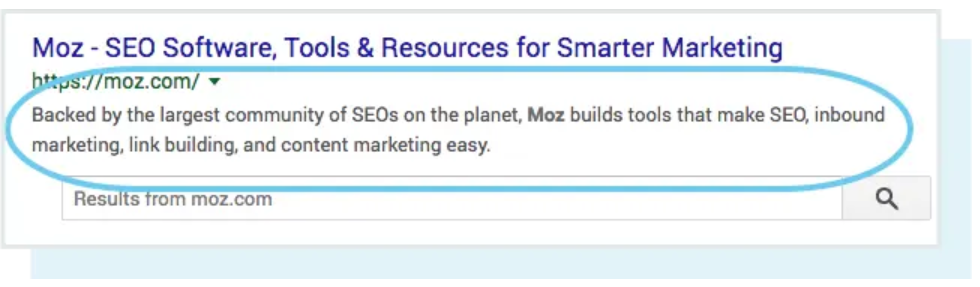 Moz - SEO Software, Tools & Resources for Smarter Marketing
https://moz.com/
Backed by the largest community of SEOs on the planet, Moz builds tools that make SEO, inbound
marketing, link building, and content marketing easy.
Results from moz.com